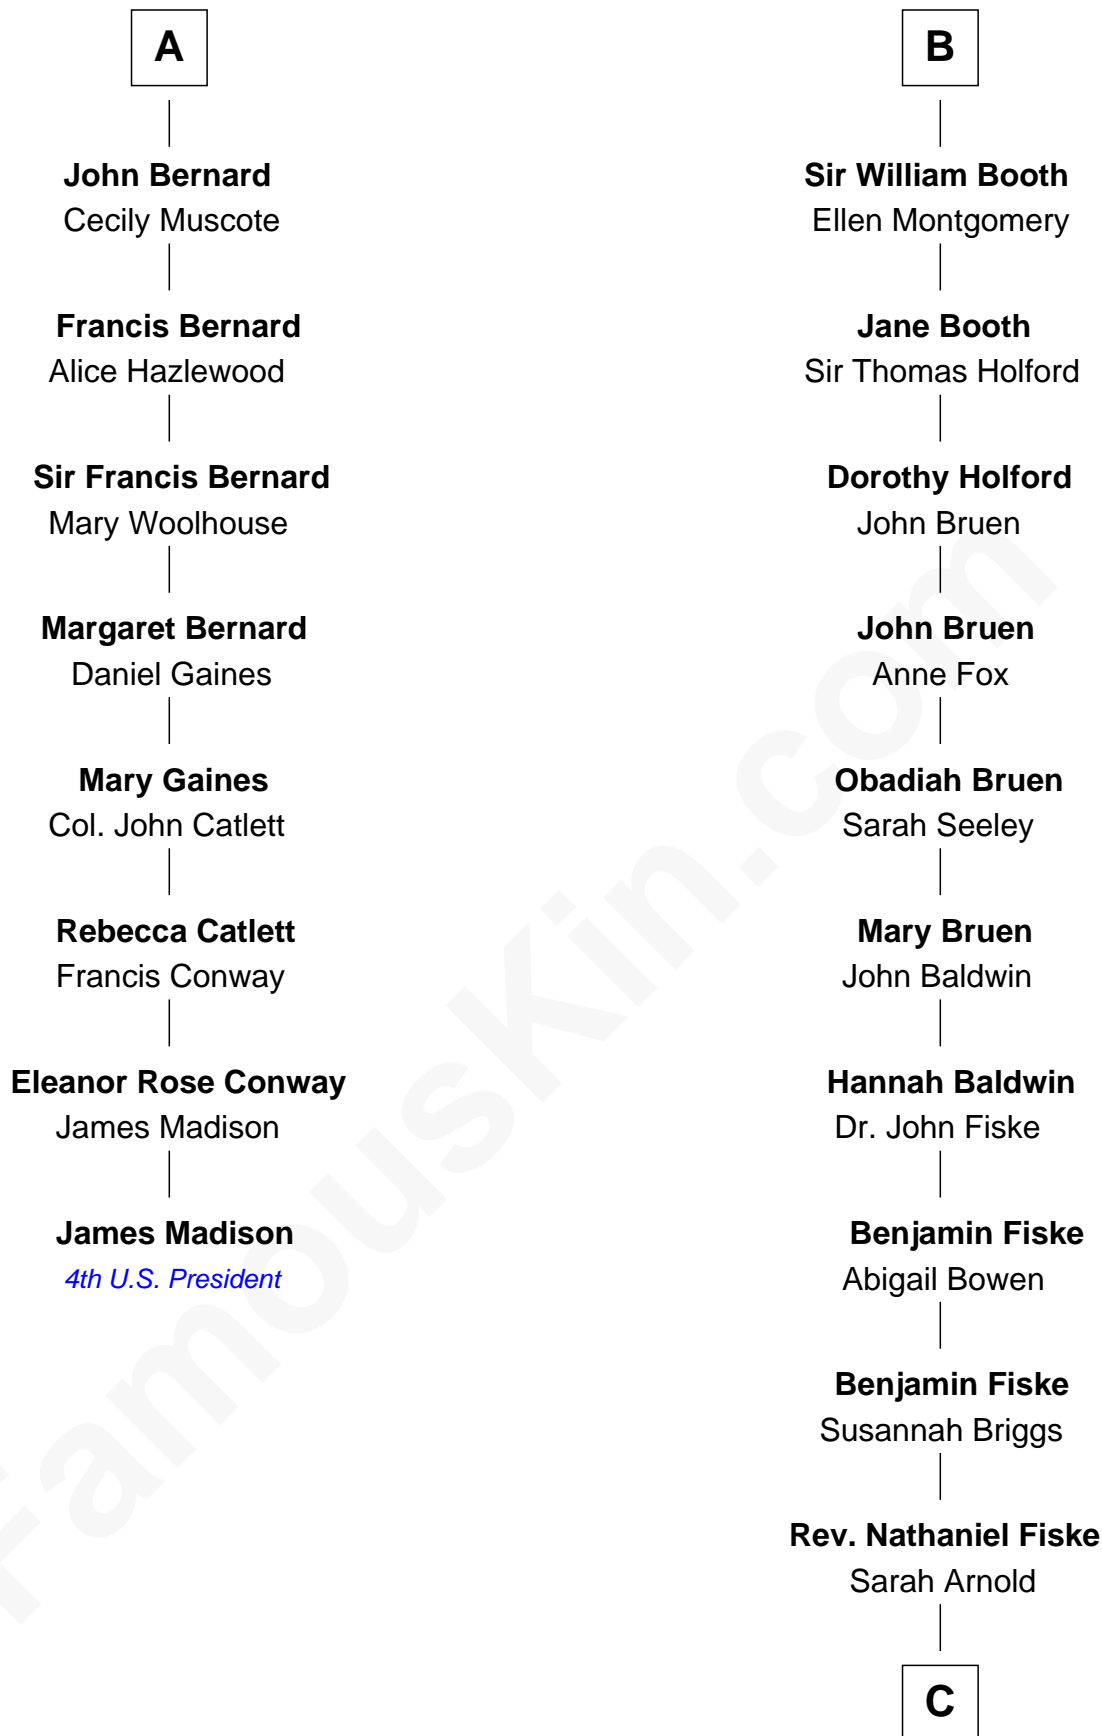 A
John Bernard
Cecily Muscote
Francis Bernard
Alice Hazlewood
Sir Francis Bernard
Mary Woolhouse
Margaret Bernard
Daniel Gaines
Mary Gaines
Col. John Catlett
Rebecca Catlett
Francis Conway
Eleanor Rose Conway
James Madison
James Madison
4th U.S. President
B
Sir William Booth
Ellen Montgomery
Jane Booth
Sir Thomas Holford
Dorothy Holford
John Bruen
John Bruen
Anne Fox
Obadiah Bruen
Sarah Seeley
Mary Bruen
John Baldwin
Hannah Baldwin
Dr. John Fiske
Benjamin Fiske
Abigail Bowen
Benjamin Fiske
Susannah Briggs
Rev. Nathaniel Fiske
Sarah Arnold
C
FamousKin.com